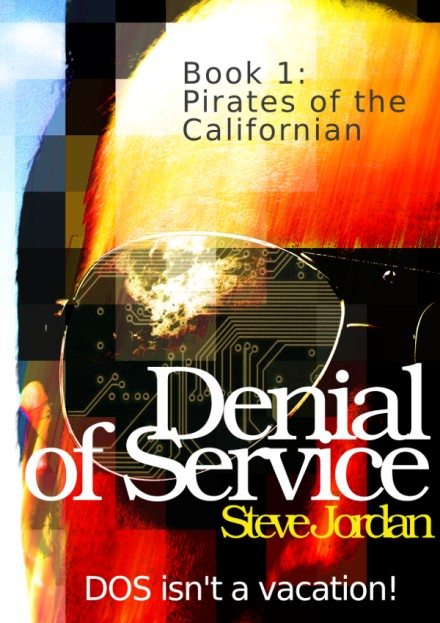 Book 1:
Pirates of the
Californian
Denial
of Service
Steve Jordan
DOS isn't a vacation!